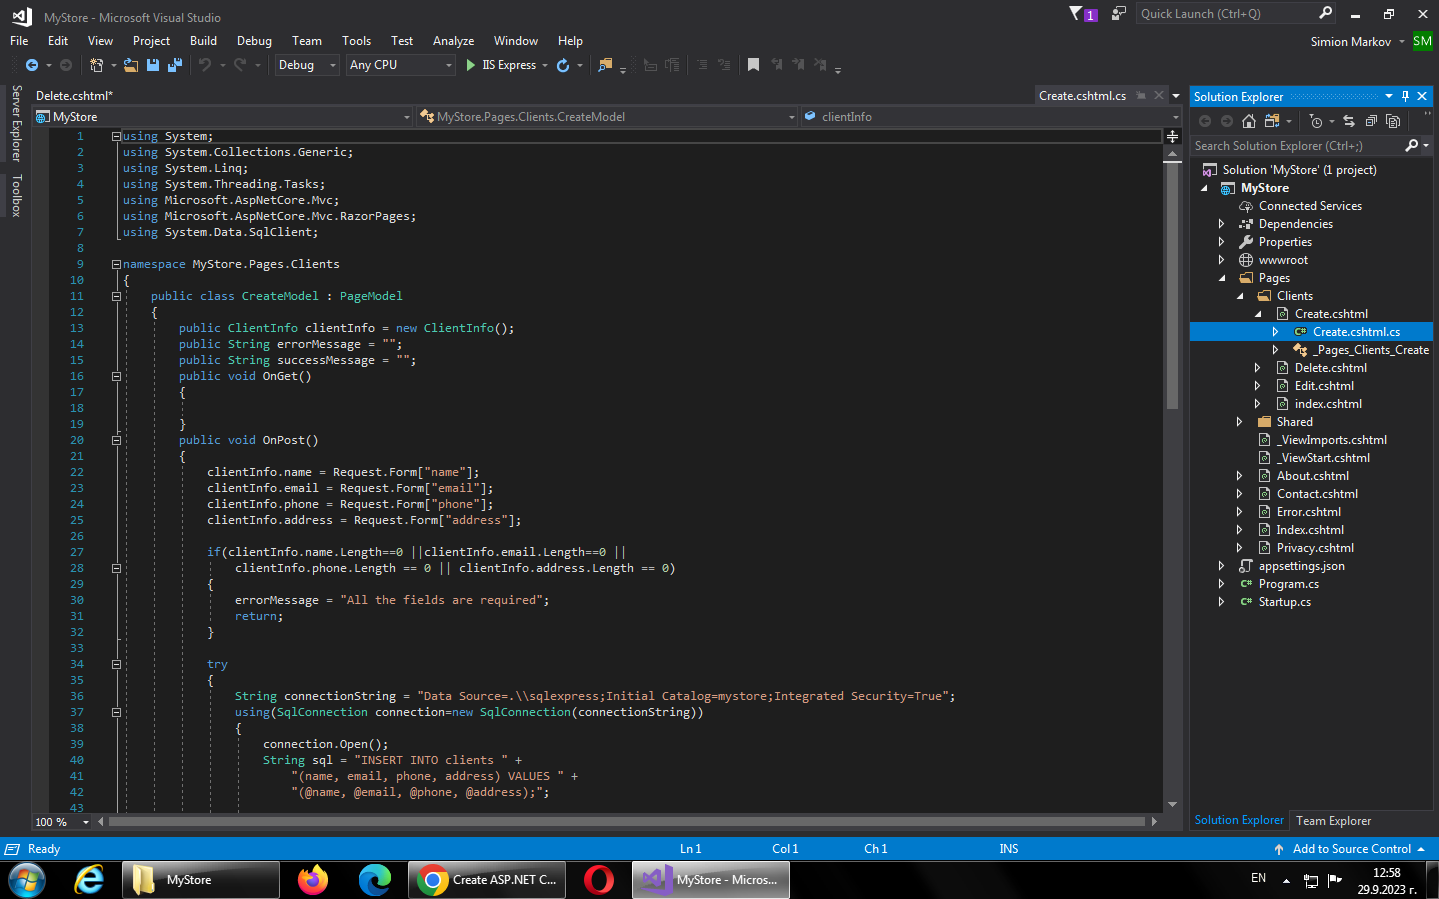 MyStore - Microsoft Visual Studio
1
Quick Launch (Ctrl+Q)
File Edit View Project Build Debug Team Tools Test Analyze Window Help
Simion Markov SM
Debug Any CPU IIS Express
Server Explorer
Toolbox
Delete.cshtml*
Create.cshtml.cs
MyStore
MyStore.Pages.Clients.CreateModel
clientInfo
1 using System;
2 using System.Collections.Generic;
3 using System.Linq;
4 using System.Threading.Tasks;
5 using Microsoft.AspNetCore.Mvc;
6 using Microsoft.AspNetCore.Mvc.RazorPages;
7 using System.Data.SqlClient;
8
9 namespace MyStore.Pages.Clients
10 {
11 public class CreateModel : PageModel
12 {
13 public ClientInfo clientInfo = new ClientInfo();
14 public String errorMessage = "";
15 public String successMessage = "";
16 public void OnGet()
17 {
18
19 }
20 public void OnPost()
21 {
22 clientInfo.name = Request.Form["name"];
23 clientInfo.email = Request.Form["email"];
24 clientInfo.phone = Request.Form["phone"];
25 clientInfo.address = Request.Form["address"];
26
27 if(clientInfo.name.Length==0 ||clientInfo.email.Length==0 ||
28 clientInfo.phone.Length == 0 || clientInfo.address.Length == 0)
29 {
30 errorMessage = "All the fields are required";
31 return;
32 }
33
34 try
35 {
36 String connectionString = "Data Source=.\\sqlexpress;Initial Catalog=mystore;Integrated Security=True";
37 using(SqlConnection connection=new SqlConnection(connectionString))
38 {
39 connection.Open();
40 String sql = "INSERT INTO clients " +
41 "(name, email, phone, address) VALUES " +
42 "(@name, @email, @phone, @address);";
43
100 %
Solution Explorer
Search Solution Explorer (Ctrl+;)
Solution 'MyStore' (1 project)
MyStore
Connected Services
Dependencies
Properties
wwwroot
Pages
Clients
Create.cshtml
C# Create.cshtml.cs
_Pages_Clients_Create
Delete.cshtml
Edit.cshtml
index.cshtml
Shared
_ViewImports.cshtml
_ViewStart.cshtml
About.cshtml
Contact.cshtml
Error.cshtml
Index.cshtml
Privacy.cshtml
appsettings.json
C# Program.cs
C# Startup.cs
Solution Explorer Team Explorer
Ready
Ln 1 Col 1 Ch 1 INS
Add to Source Control
MyStore
Create ASP.NET C...
MyStore - Micros...
EN
12:58
29.9.2023 г.